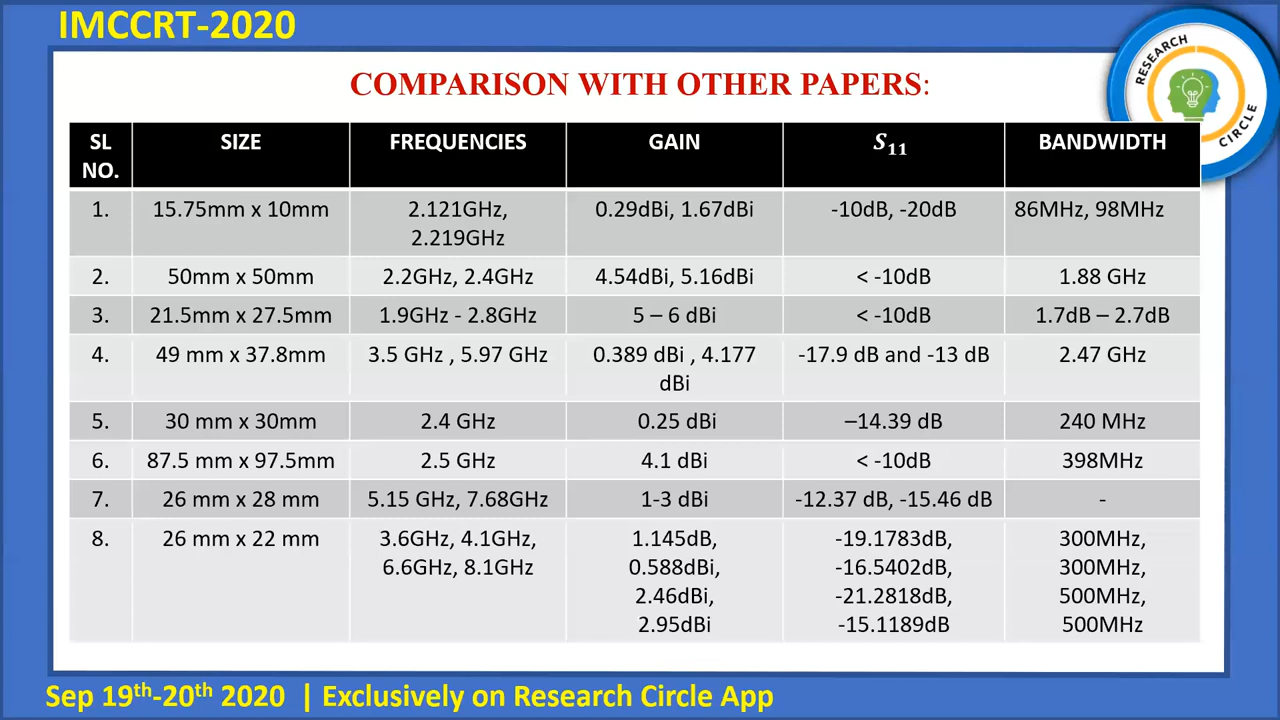 IMCCRT-2020
RESEARCH
CIRCLE
COMPARISON WITH OTHER PAPERS:
SL NO. SIZE FREQUENCIES GAIN S₁₁ BANDWIDTH
1. 15.75mm x 10mm 2.121GHz, 2.219GHz 0.29dBi, 1.67dBi -10dB, -20dB 86MHz, 98MHz
2. 50mm x 50mm 2.2GHz, 2.4GHz 4.54dBi, 5.16dBi < -10dB 1.88 GHz
3. 21.5mm x 27.5mm 1.9GHz - 2.8GHz 5 – 6 dBi < -10dB 1.7dB – 2.7dB
4. 49 mm x 37.8mm 3.5 GHz , 5.97 GHz 0.389 dBi , 4.177 dBi -17.9 dB and -13 dB 2.47 GHz
5. 30 mm x 30mm 2.4 GHz 0.25 dBi –14.39 dB 240 MHz
6. 87.5 mm x 97.5mm 2.5 GHz 4.1 dBi < -10dB 398MHz
7. 26 mm x 28 mm 5.15 GHz, 7.68GHz 1-3 dBi -12.37 dB, -15.46 dB -
8. 26 mm x 22 mm 3.6GHz, 4.1GHz, 6.6GHz, 8.1GHz 1.145dB, 0.588dBi, 2.46dBi, 2.95dBi -19.1783dB, -16.5402dB, -21.2818dB, -15.1189dB 300MHz, 300MHz, 500MHz, 500MHz
Sep 19th-20th 2020 | Exclusively on Research Circle App